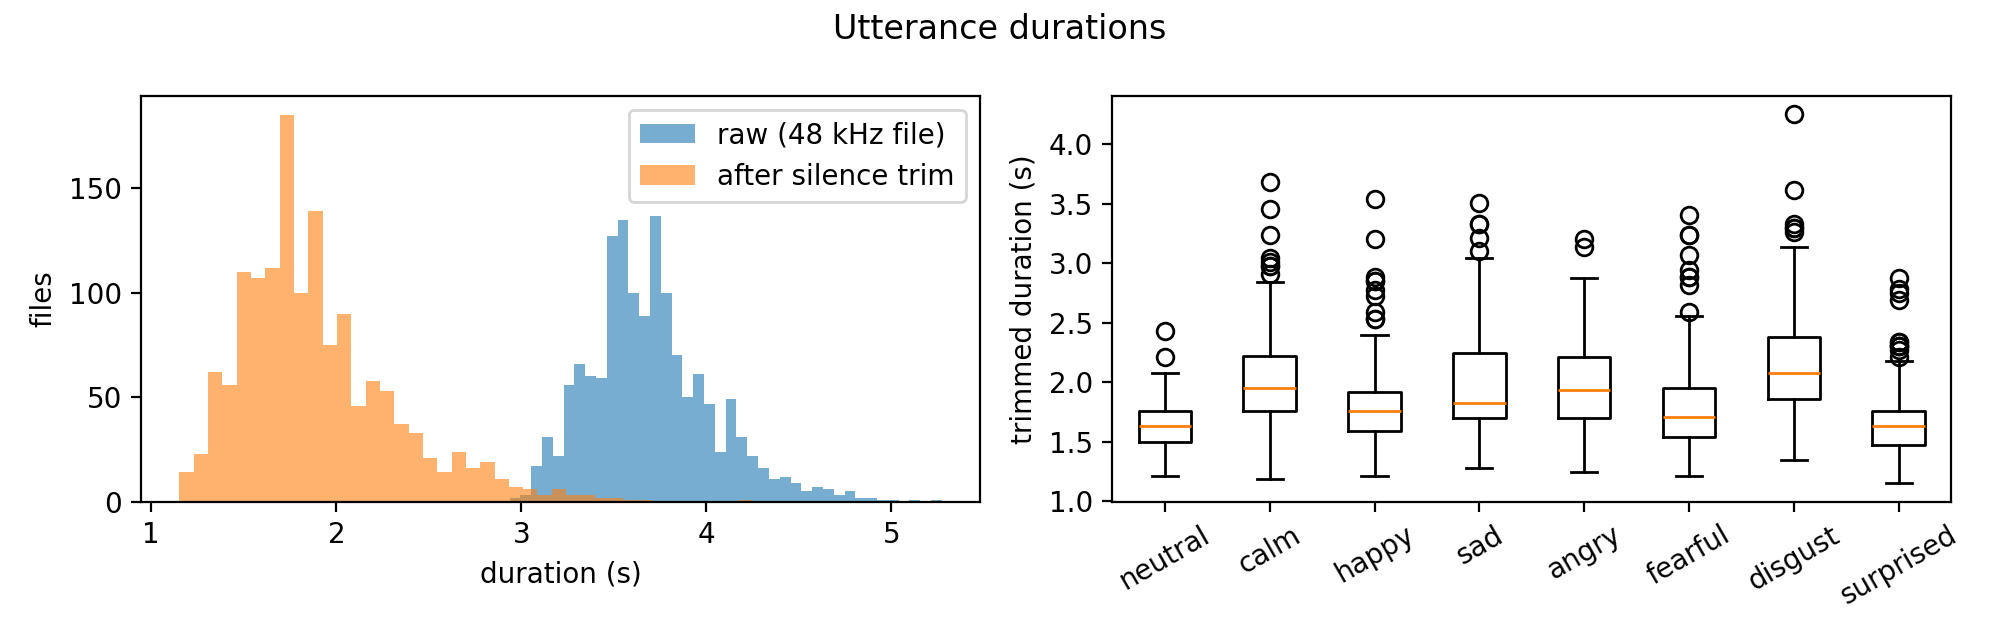 Utterance durations
files
150
100
50
0
1 2 3 4 5
duration (s)
raw (48 kHz file)
after silence trim
trimmed duration (s)
4.0
3.5
3.0
2.5
2.0
1.5
1.0
neutral calm happy sad angry fearful disgust surprised